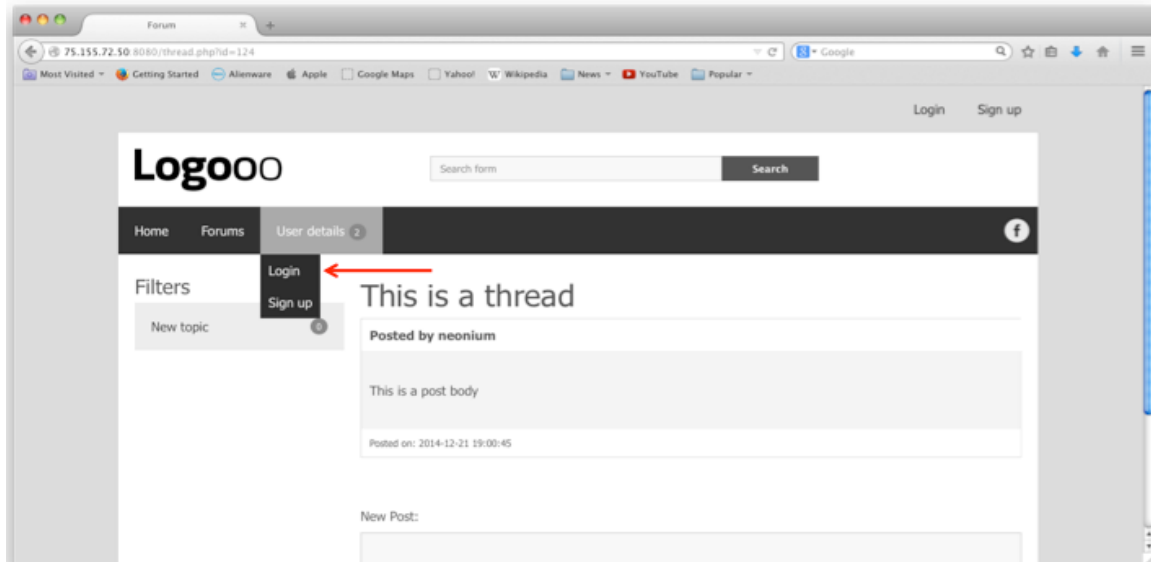 Forum
75.155.72.50:8080/thread.php?id=124
Google
Most Visited Getting Started Alienware Apple Google Maps Yahoo! Wikipedia News YouTube Popular
Login Sign up
Logooo
Search form Search
Home Forums User details 2
Login
Sign up
Filters
New topic 0
This is a thread
Posted by neonium
This is a post body
Posted on: 2014-12-21 19:00:45
New Post: